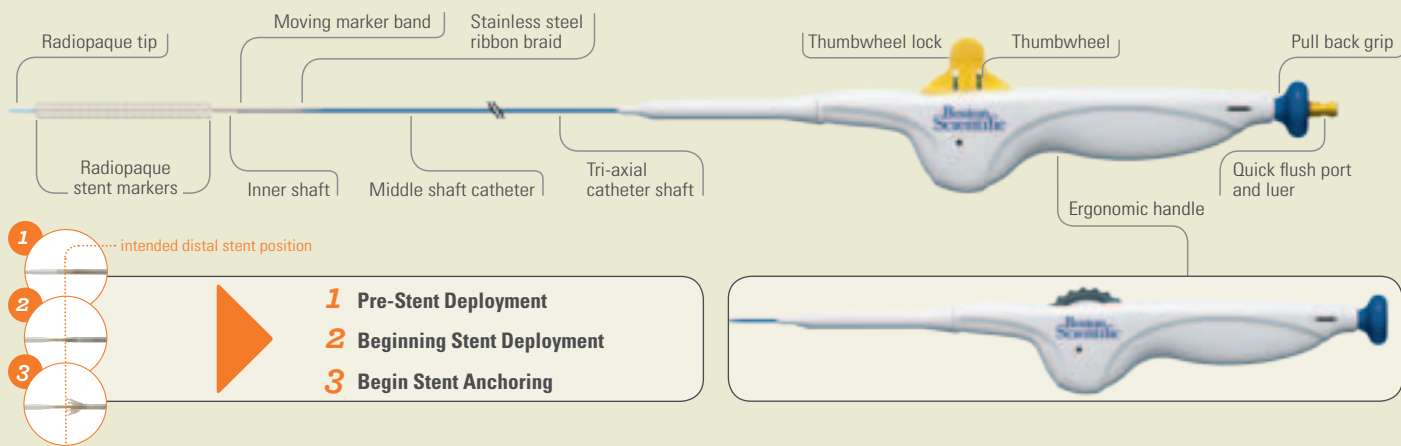 Radiopaque tip
Moving marker band
Stainless steel
ribbon braid
Thumbwheel lock
Thumbwheel
Pull back grip
Boston
Scientific
Radiopaque
stent markers
Inner shaft
Middle shaft catheter
Tri-axial
catheter shaft
Quick flush port
and luer
Ergonomic handle
1
intended distal stent position
2
3
1 Pre-Stent Deployment
2 Beginning Stent Deployment
3 Begin Stent Anchoring
Boston
Scientific